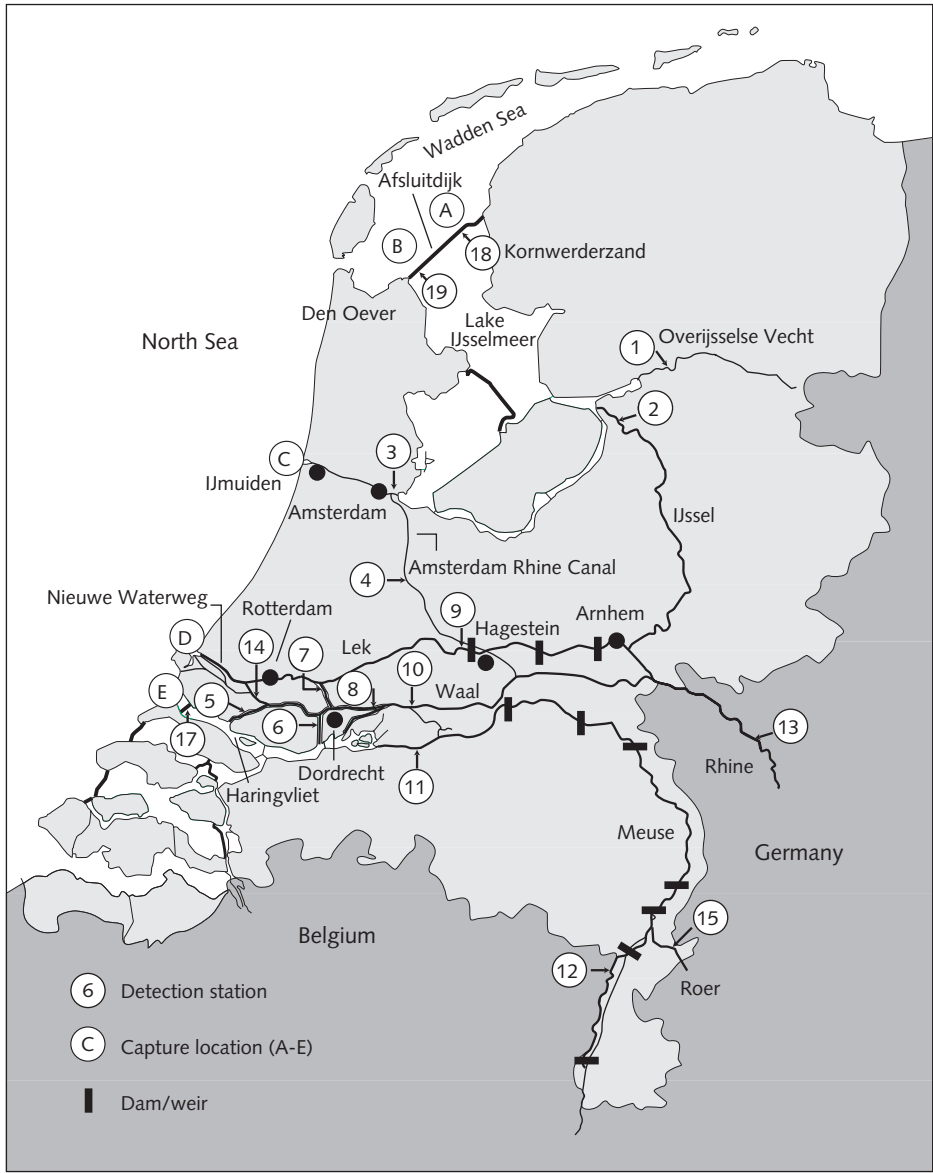 Wadden Sea
Afsluitdijk
A
B
18
Kornwerderzand
19
Den Oever
North Sea
Lake
IJsselmeer
1
Overijsselse Vecht
2
C
3
IJmuiden
Amsterdam
IJssel
4
Amsterdam Rhine Canal
Nieuwe Waterweg
Rotterdam
9
Hagestein
Arnhem
D
14
7
Lek
E
5
8
10
Waal
6
17
13
Dordrecht
Rhine
11
Haringvliet
Meuse
Germany
15
Belgium
12
Roer
6 Detection station
C Capture location (A-E)
Dam/weir